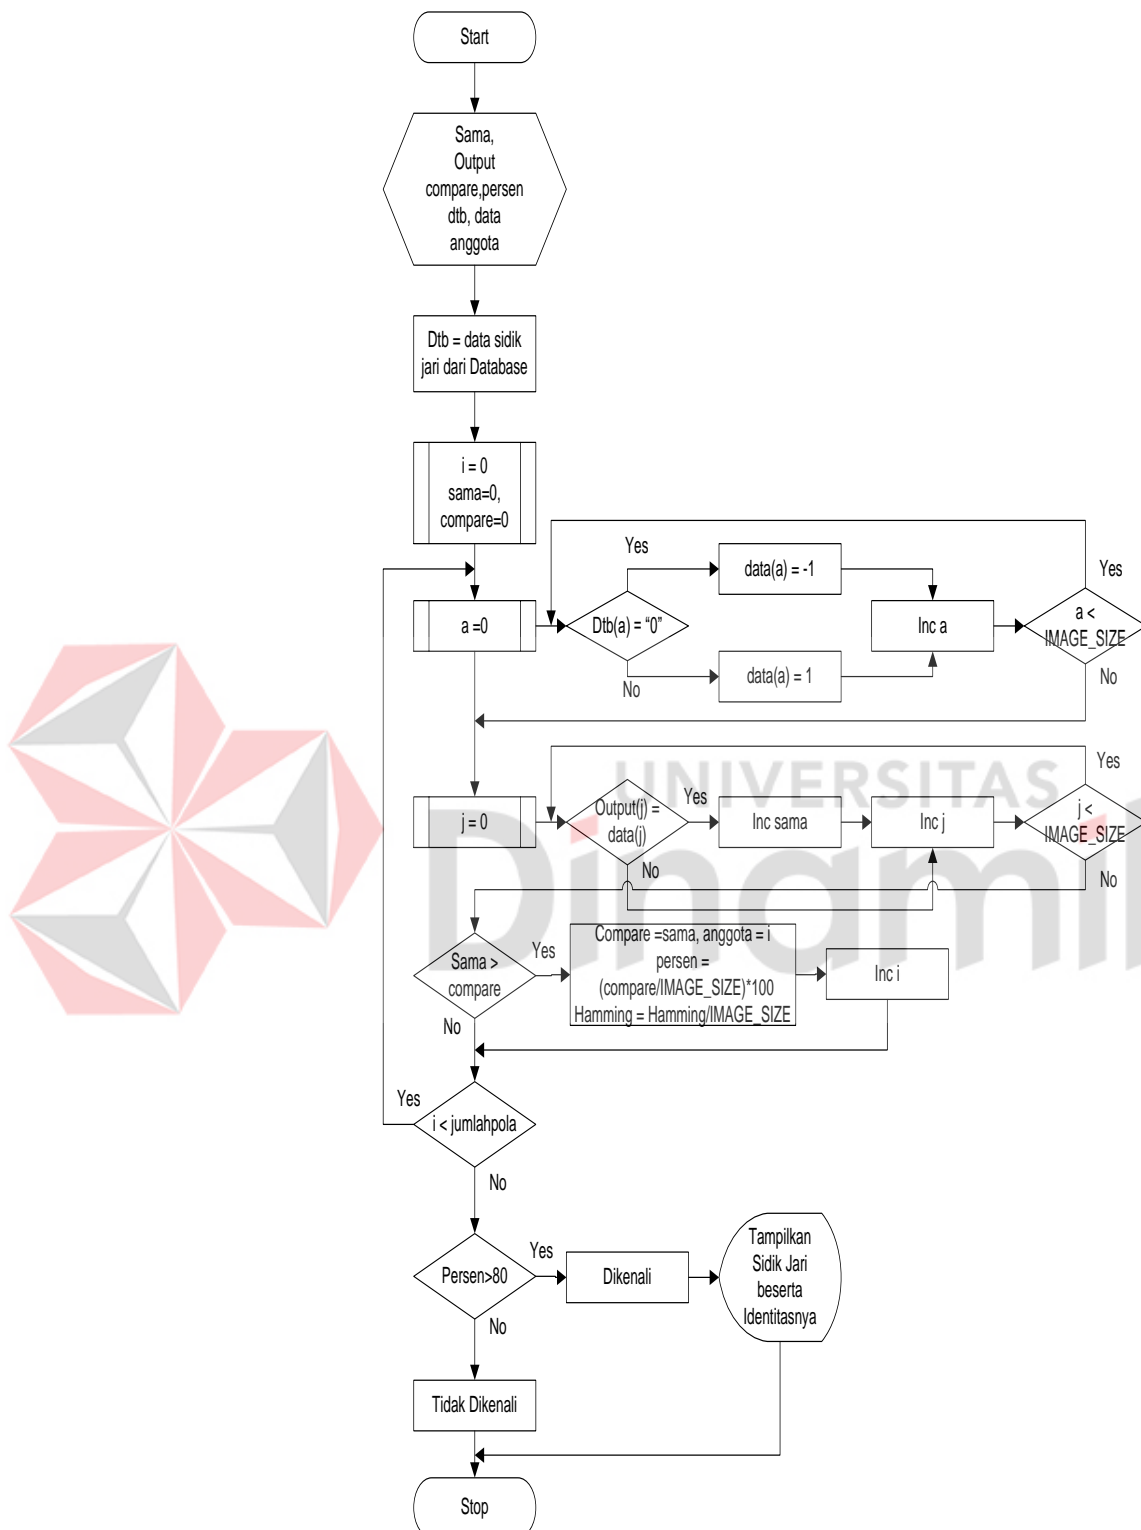 Start
Sama,
Output
compare,persen
dtb, data
anggota
Dtb = data sidik
jari dari Database
i = 0
sama=0,
compare=0
Yes
data(a) = -1
Yes
a =0
Dtb(a) = “0”
Inc a
a <
IMAGE_SIZE
No
data(a) = 1
No
Yes
UNIVERSITAS
Dinamik
j = 0
Output(j) =
data(j)
Yes
Inc sama
Inc j
j <
IMAGE_SIZE
No
No
Sama >
compare
Yes
Compare =sama, anggota = i
persen =
(compare/IMAGE_SIZE)*100
Hamming = Hamming/IMAGE_SIZE
Inc i
No
Yes
i < jumlahpola
No
Persen>80
Yes
Dikenali
Tampilkan
Sidik Jari
beserta
Identitasnya
No
Tidak Dikenali
Stop